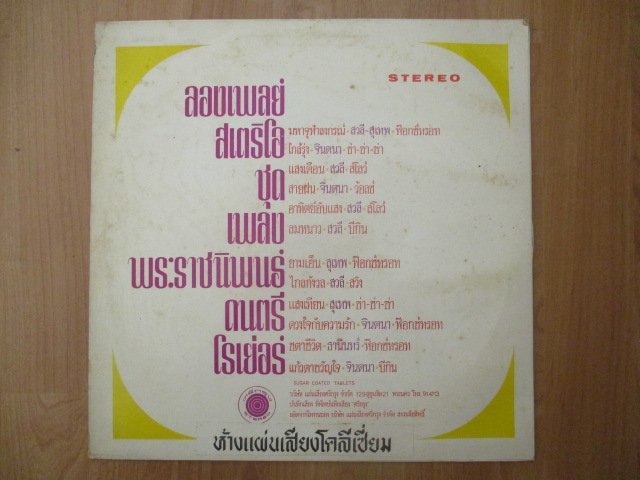 STEREO
ลองเพลย์
สเตริโอ
ชุด
เพลง
พระราชนิพนธ์
ดนตรี
โรเย่อร์
มหาจุฬาลงกรณ์-สวลี-สุเทพ-ฟ๊อกซ์ทรอท
ใกล้รุ่ง-จินตนา-ช่า-ช่า-ช่า
แสงเดือน-สวลี-สโลว์
สายฝน-จินตนา-ว้อลซ์
อาทิตย์อับแสง-สวลี-สโลว์
ลมหนาว-สวลี-บีกิน
ยามเย็น-สุเทพ-ฟ๊อกซ์ทรอท
ไกลกังวล-สวลี-สวิง
แสงเทียน-สุเทพ-ช่า-ช่า-ช่า
ดวงใจกับความรัก-จินตนา-ฟ๊อกซ์ทรอท
ชตาชีวิต-ธานินทร์-ฟ๊อกซ์ทรอท
แก้วตาขวัญใจ-จินตนา-บีกิน
SUGAR COATED TABLETS
ห้างแผ่นเสียงโคลีเซี่ยม